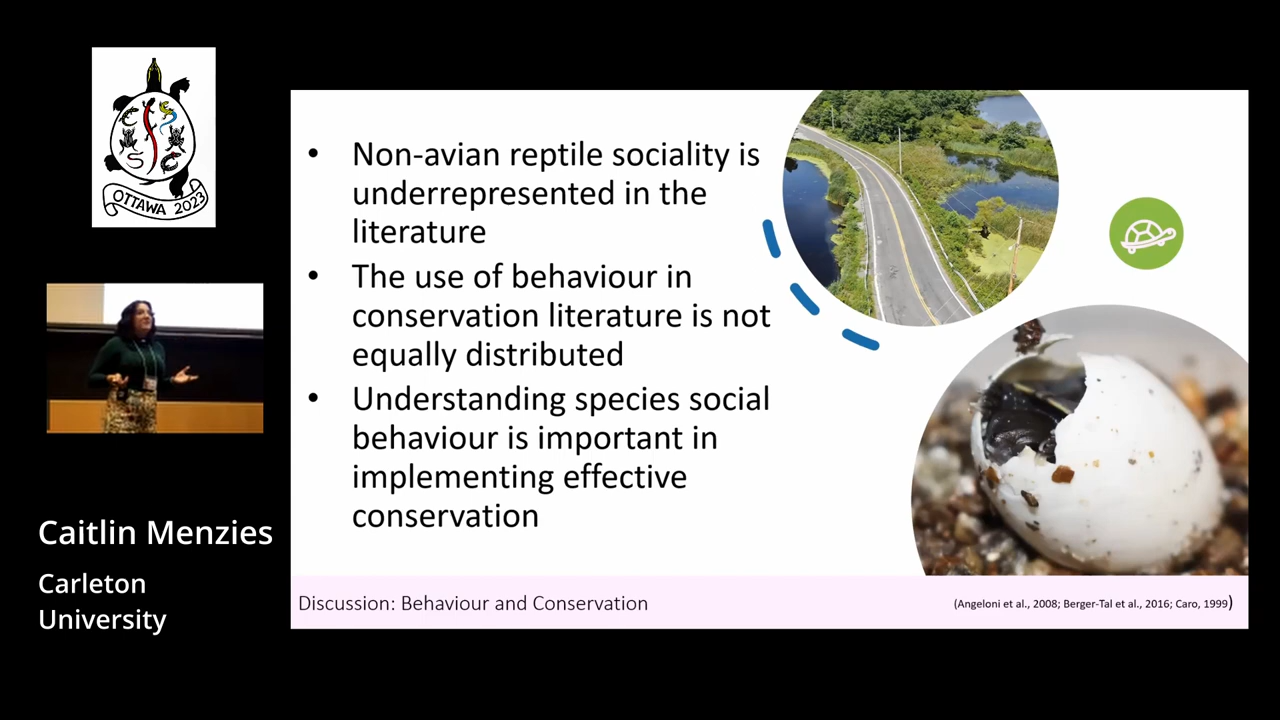 OTTAWA 2023
Caitlin Menzies
Carleton
University
• Non-avian reptile sociality is
underrepresented in the
literature
• The use of behaviour in
conservation literature is not
equally distributed
• Understanding species social
behaviour is important in
implementing effective
conservation
Discussion: Behaviour and Conservation
(Angeloni et al., 2008; Berger-Tal et al., 2016; Caro, 1999)